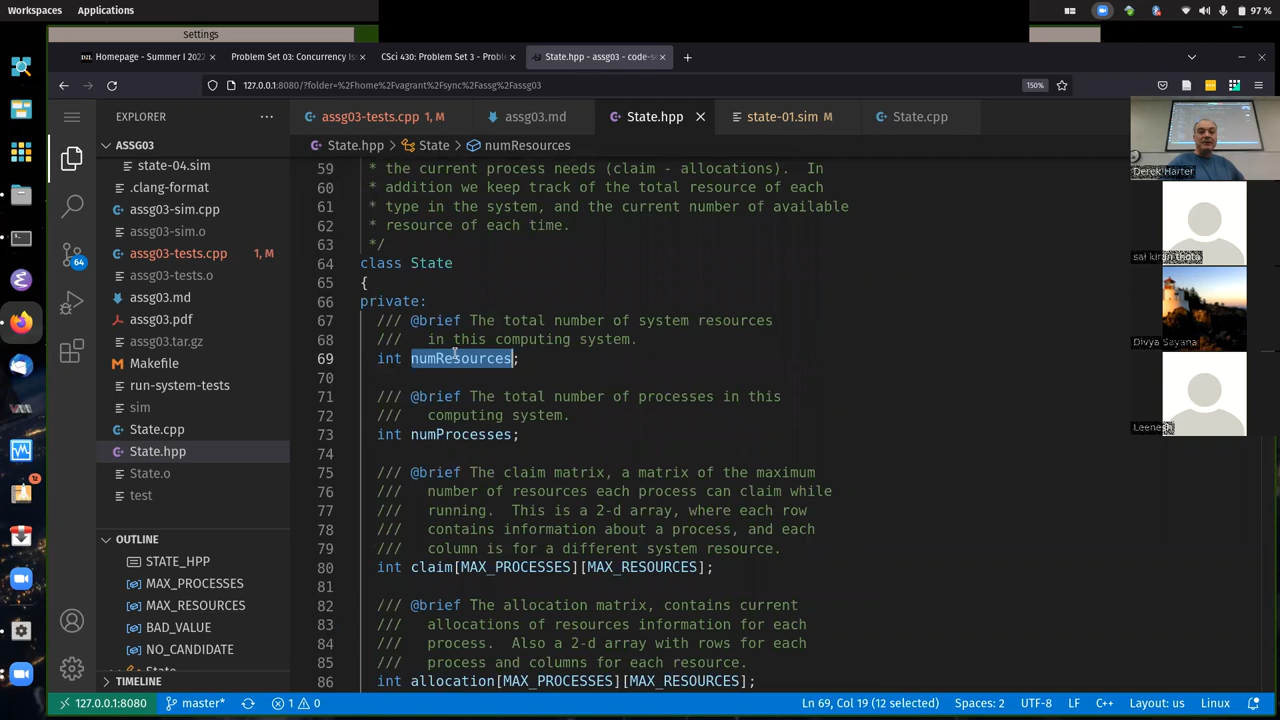 Workspaces Applications
97 %
Settings
Homepage - Summer I 2022
Problem Set 03: Concurrency Is
CSci 430: Problem Set 3 - Proble
State.hpp - assg03 - code-se
127.0.0.1:8080/?folder=%2Fhome%2Fvagrant%2Fsync%2Fassg%2Fassg03
150%
EXPLORER
assg03-tests.cpp 1, M
assg03.md
State.hpp
state-01.sim M
State.cpp
ASSG03
State.hpp > State > numResources
state-04.sim
.clang-format
assg03-sim.cpp
assg03-sim.o
assg03-tests.cpp 1, M
assg03-tests.o
assg03.md
assg03.pdf
assg03.tar.gz
Makefile
run-system-tests
sim
State.cpp
State.hpp
State.o
test
OUTLINE
STATE_HPP
MAX_PROCESSES
MAX_RESOURCES
BAD_VALUE
NO_CANDIDATE
State
TIMELINE
64
12
59 * the current process needs (claim - allocations). In
60 * addition we keep track of the total resource of each
61 * type in the system, and the current number of available
62 * resource of each time.
63 */
64 class State
65 {
66 private:
67 /// @brief The total number of system resources
68 /// in this computing system.
69 int numResources;
70
71 /// @brief The total number of processes in this
72 /// computing system.
73 int numProcesses;
74
75 /// @brief The claim matrix, a matrix of the maximum
76 /// number of resources each process can claim while
77 /// running. This is a 2-d array, where each row
78 /// contains information about a process, and each
79 /// column is for a different system resource.
80 int claim[MAX_PROCESSES][MAX_RESOURCES];
81
82 /// @brief The allocation matrix, contains current
83 /// allocations of resources information for each
84 /// process. Also a 2-d array with rows for each
85 /// process and columns for each resource.
86 int allocation[MAX_PROCESSES][MAX_RESOURCES];
Derek Harter
sai kiran thota
Divya Sayana
Leenesh
127.0.0.1:8080 master* 1 0 Ln 69, Col 19 (12 selected) Spaces: 2 UTF-8 LF C++ Layout: us Linux